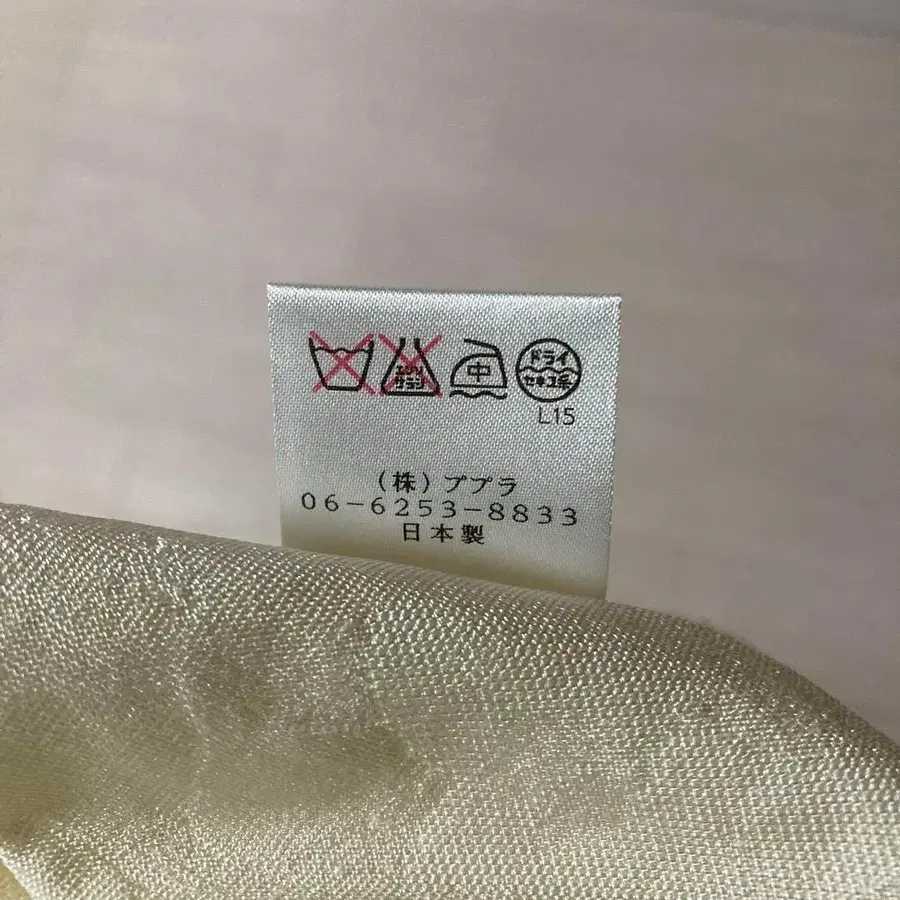 エンソ
サラシ
中
ドライ
セキユ系
L15
(株)ププラ
06-6253-8833
日本製